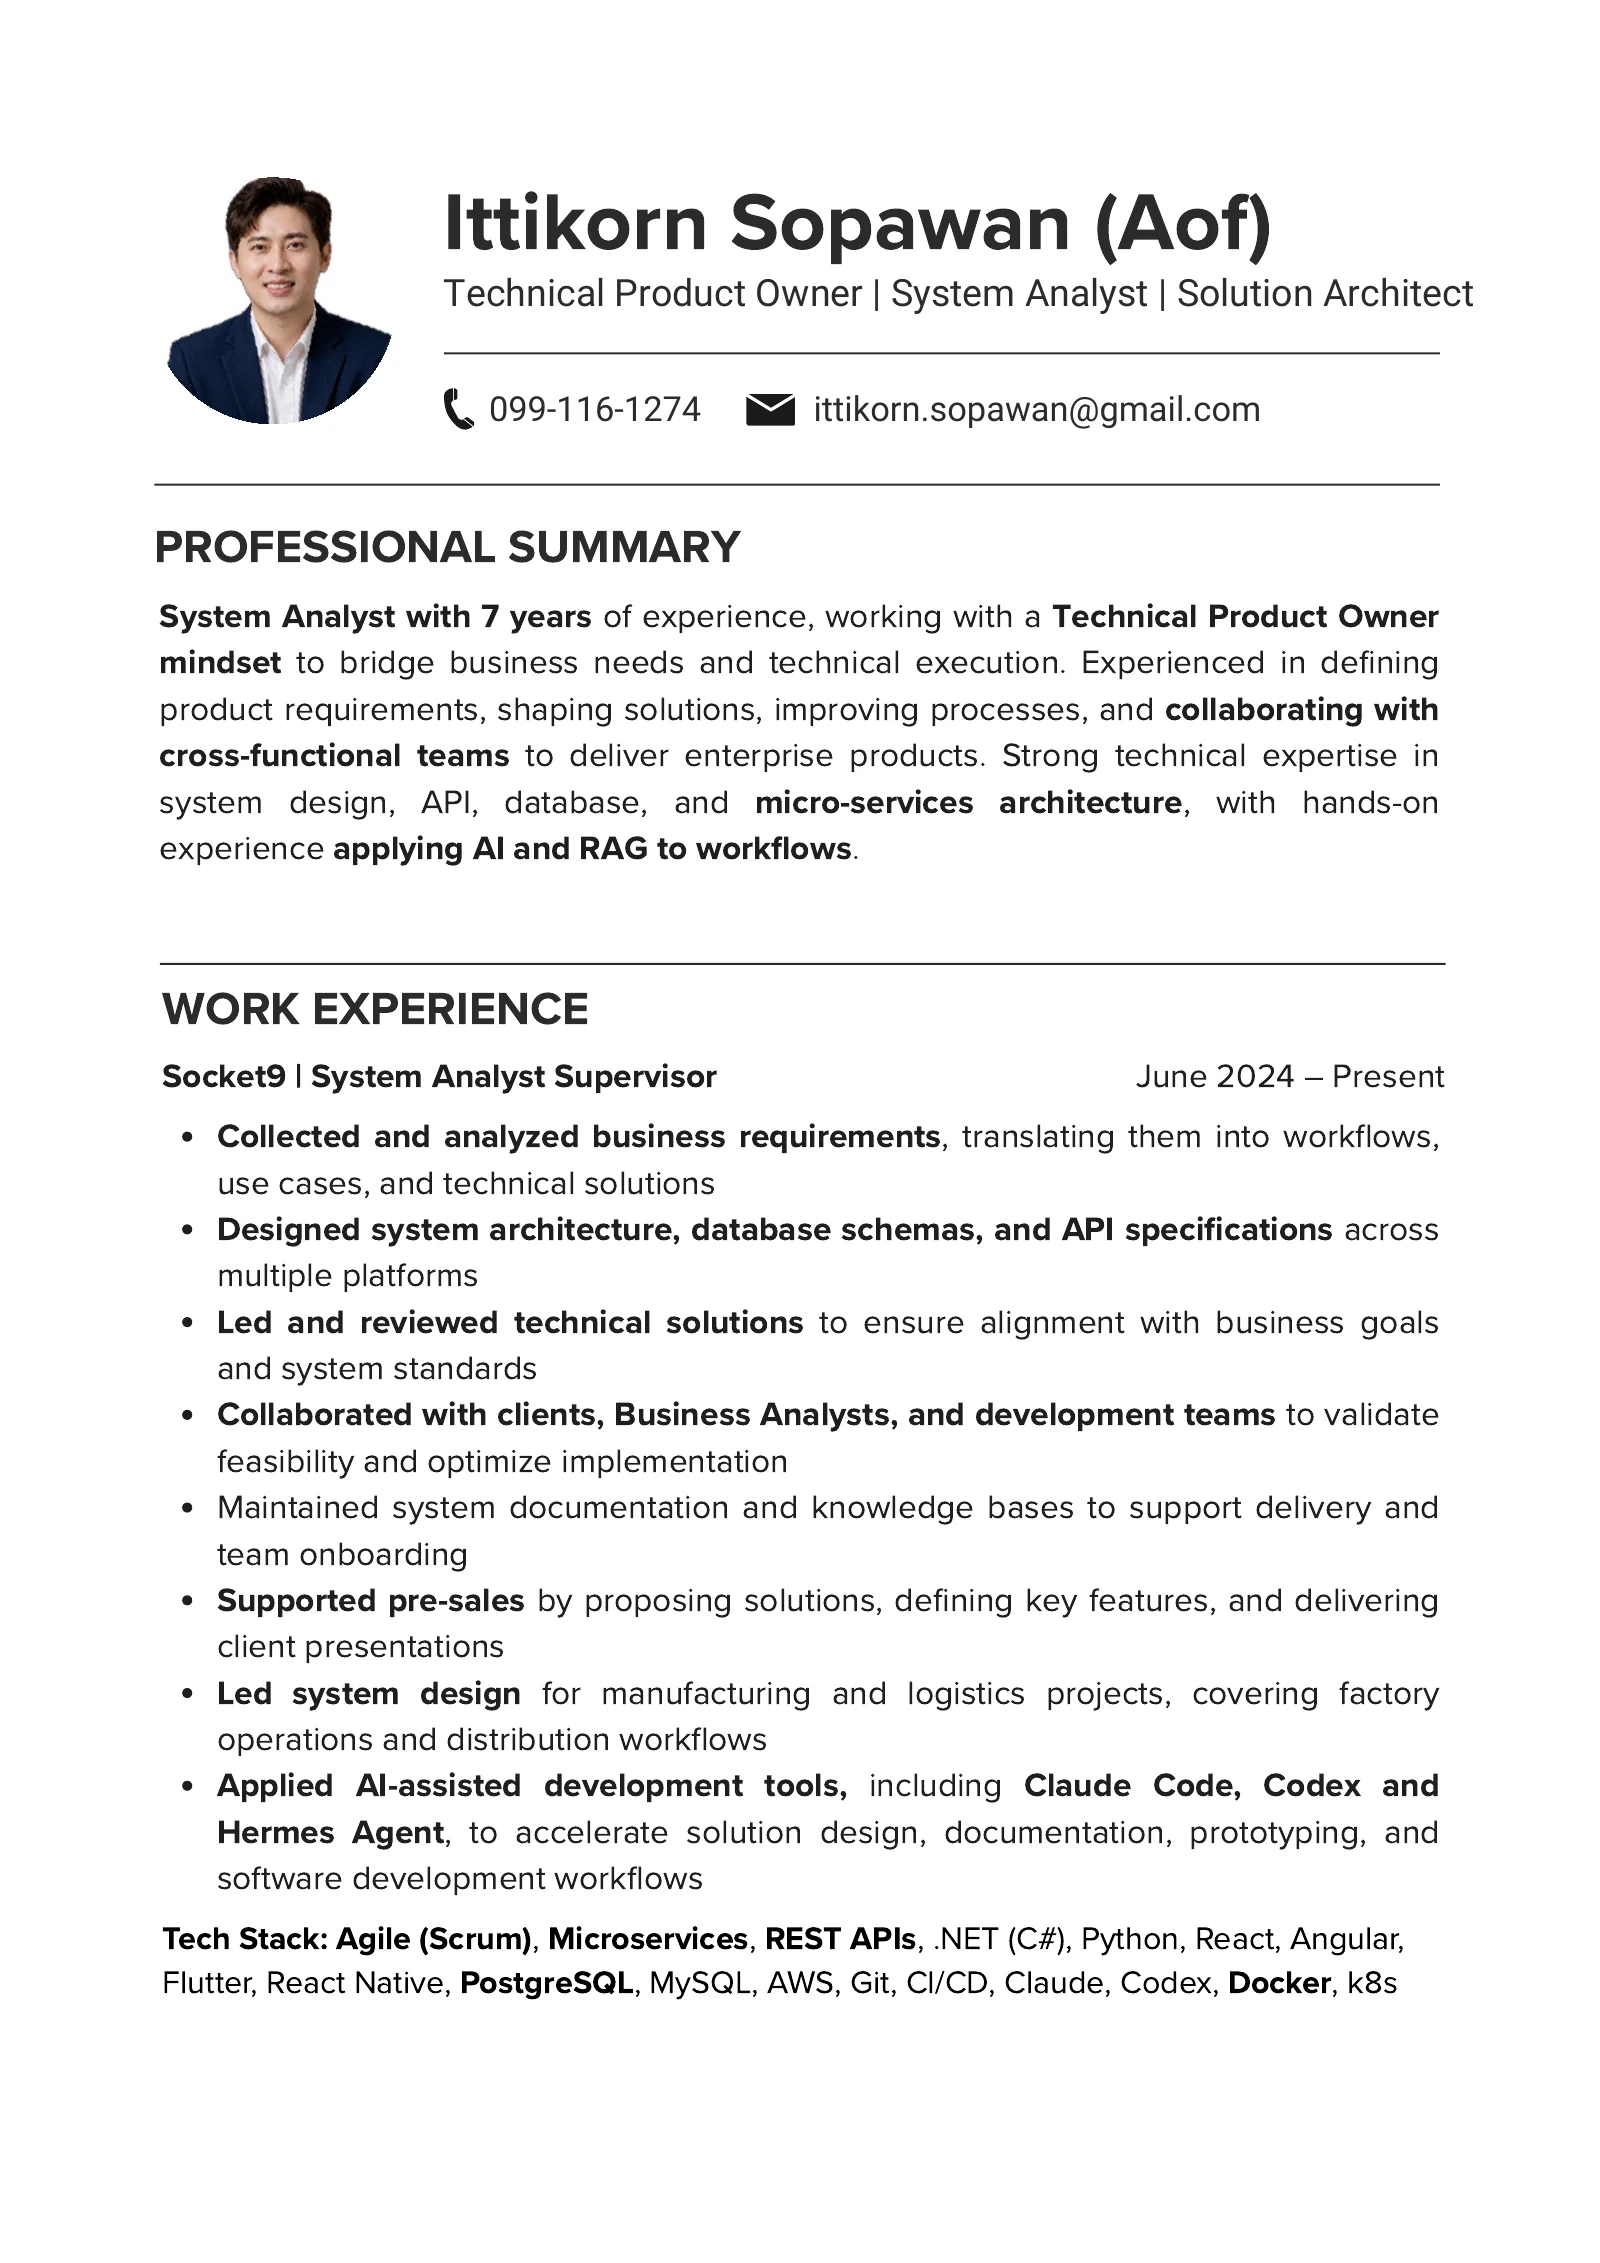 Ittikorn Sopawan (Aof)
Technical Product Owner | System Analyst | Solution Architect
099-116-1274 ittikorn.sopawan@gmail.com
PROFESSIONAL SUMMARY
System Analyst with 7 years of experience, working with a Technical Product Owner
mindset to bridge business needs and technical execution. Experienced in defining
product requirements, shaping solutions, improving processes, and collaborating with
cross-functional teams to deliver enterprise products. Strong technical expertise in
system design, API, database, and micro-services architecture, with hands-on
experience applying AI and RAG to workflows.
WORK EXPERIENCE
Socket9 | System Analyst Supervisor June 2024 – Present
• Collected and analyzed business requirements, translating them into workflows,
use cases, and technical solutions
• Designed system architecture, database schemas, and API specifications across
multiple platforms
• Led and reviewed technical solutions to ensure alignment with business goals
and system standards
• Collaborated with clients, Business Analysts, and development teams to validate
feasibility and optimize implementation
• Maintained system documentation and knowledge bases to support delivery and
team onboarding
• Supported pre-sales by proposing solutions, defining key features, and delivering
client presentations
• Led system design for manufacturing and logistics projects, covering factory
operations and distribution workflows
• Applied AI-assisted development tools, including Claude Code, Codex and
Hermes Agent, to accelerate solution design, documentation, prototyping, and
software development workflows
Tech Stack: Agile (Scrum), Microservices, REST APIs, .NET (C#), Python, React, Angular,
Flutter, React Native, PostgreSQL, MySQL, AWS, Git, CI/CD, Claude, Codex, Docker, k8s